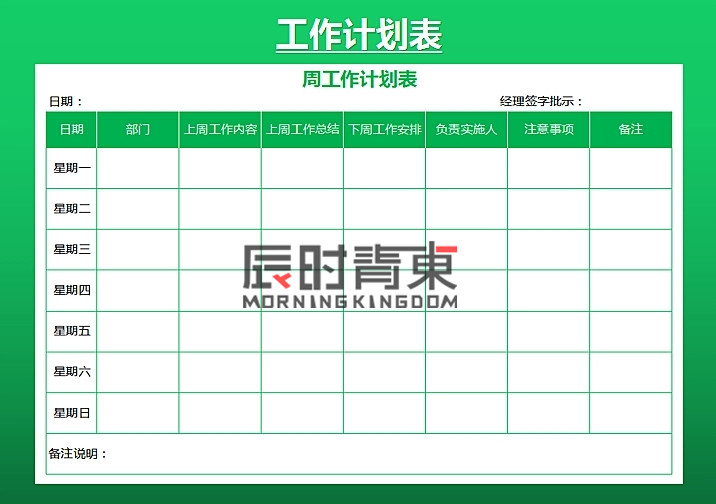 工作计划表
周工作计划表
日期： 经理签字批示：
日期 部门 上周工作内容 上周工作总结 下周工作安排 负责实施人 注意事项 备注
星期一
星期二
星期三
辰时青東
MORNINGKINGDOM
星期四
星期五
星期六
星期日
备注说明：